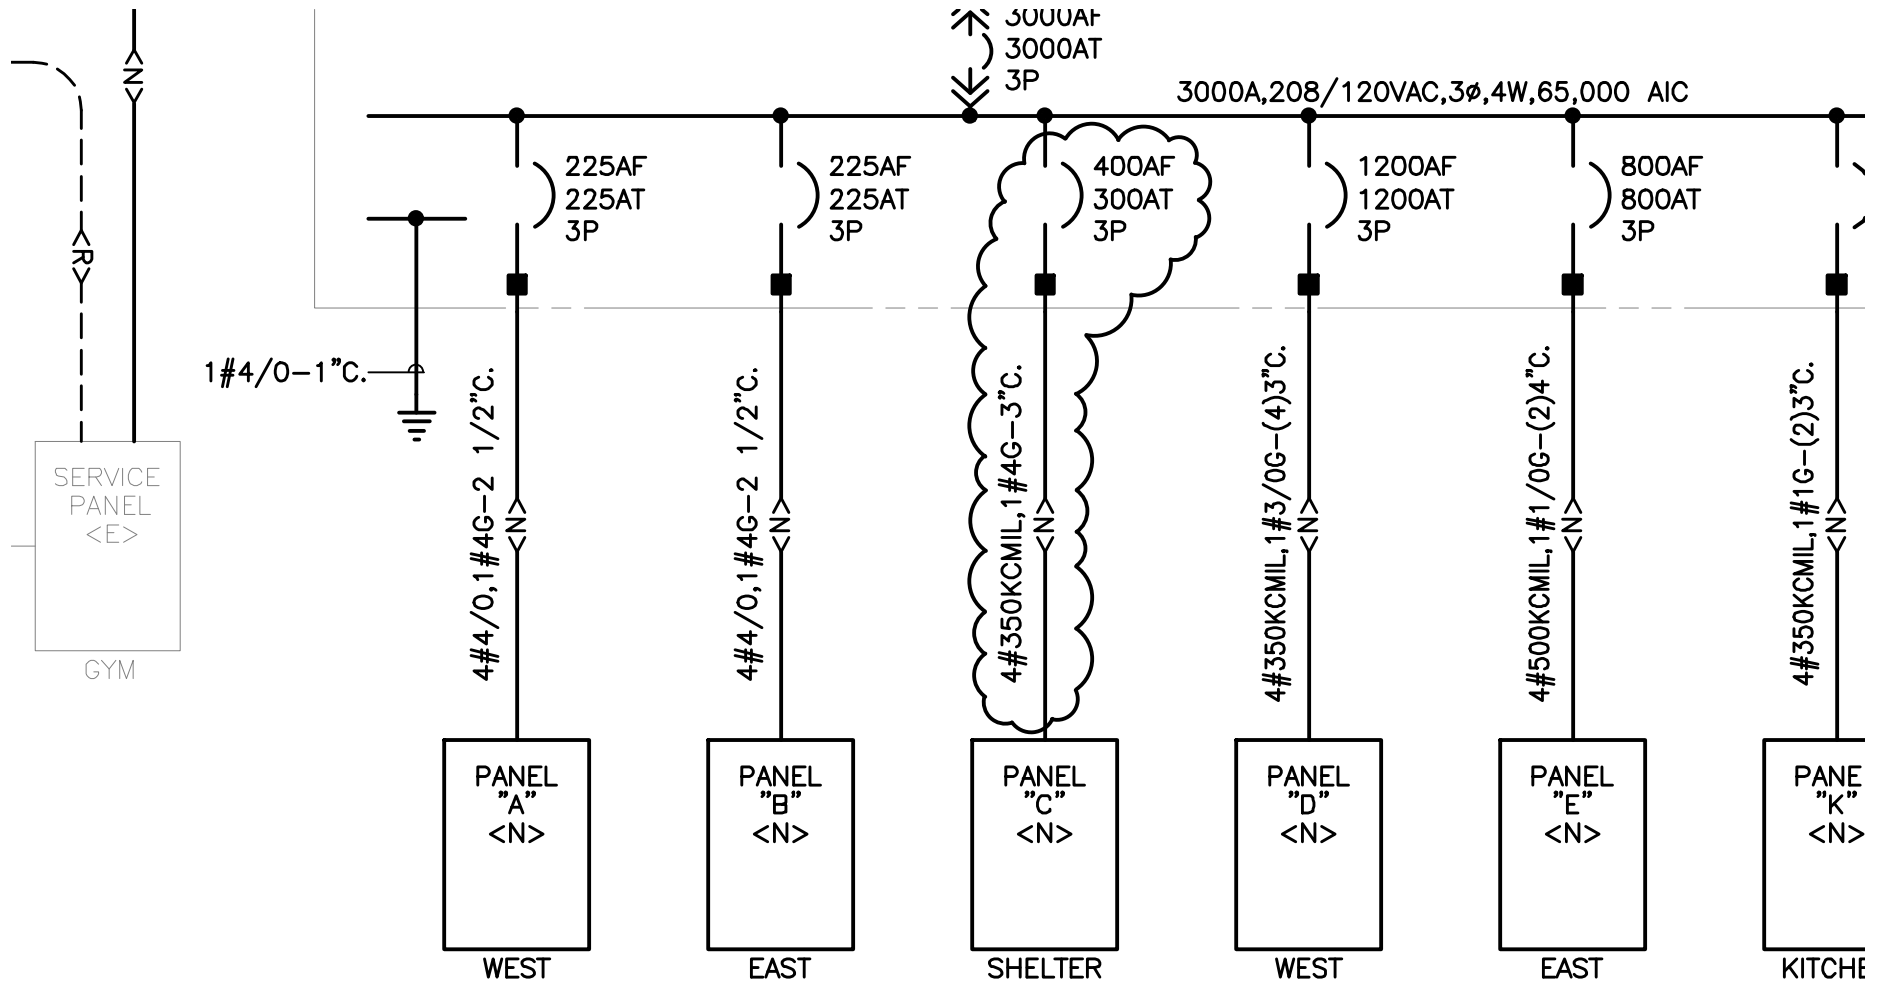 3000AF
3000AT
3P
3000A,208/120VAC,3ø,4W,65,000 AIC
<N>
<R>
225AF
225AT
3P
225AF
225AT
3P
400AF
300AT
3P
1200AF
1200AT
3P
800AF
800AT
3P
1#4/0-1"C.
4#4/0,1#4G-2 1/2"C.
<N>
4#4/0,1#4G-2 1/2"C.
<N>
4#350KCMIL,1#4G-3"C.
<N>
4#350KCMIL,1#3/0G-(4)3"C.
<N>
4#500KCMIL,1#1/0G-(2)4"C.
<N>
4#350KCMIL,1#1G-(2)3"C.
<N>
SERVICE
PANEL
<E>
GYM
PANEL
"A"
<N>
WEST
PANEL
"B"
<N>
EAST
PANEL
"C"
<N>
SHELTER
PANEL
"D"
<N>
WEST
PANEL
"E"
<N>
EAST
PANE
"K"
<N>
KITCHE